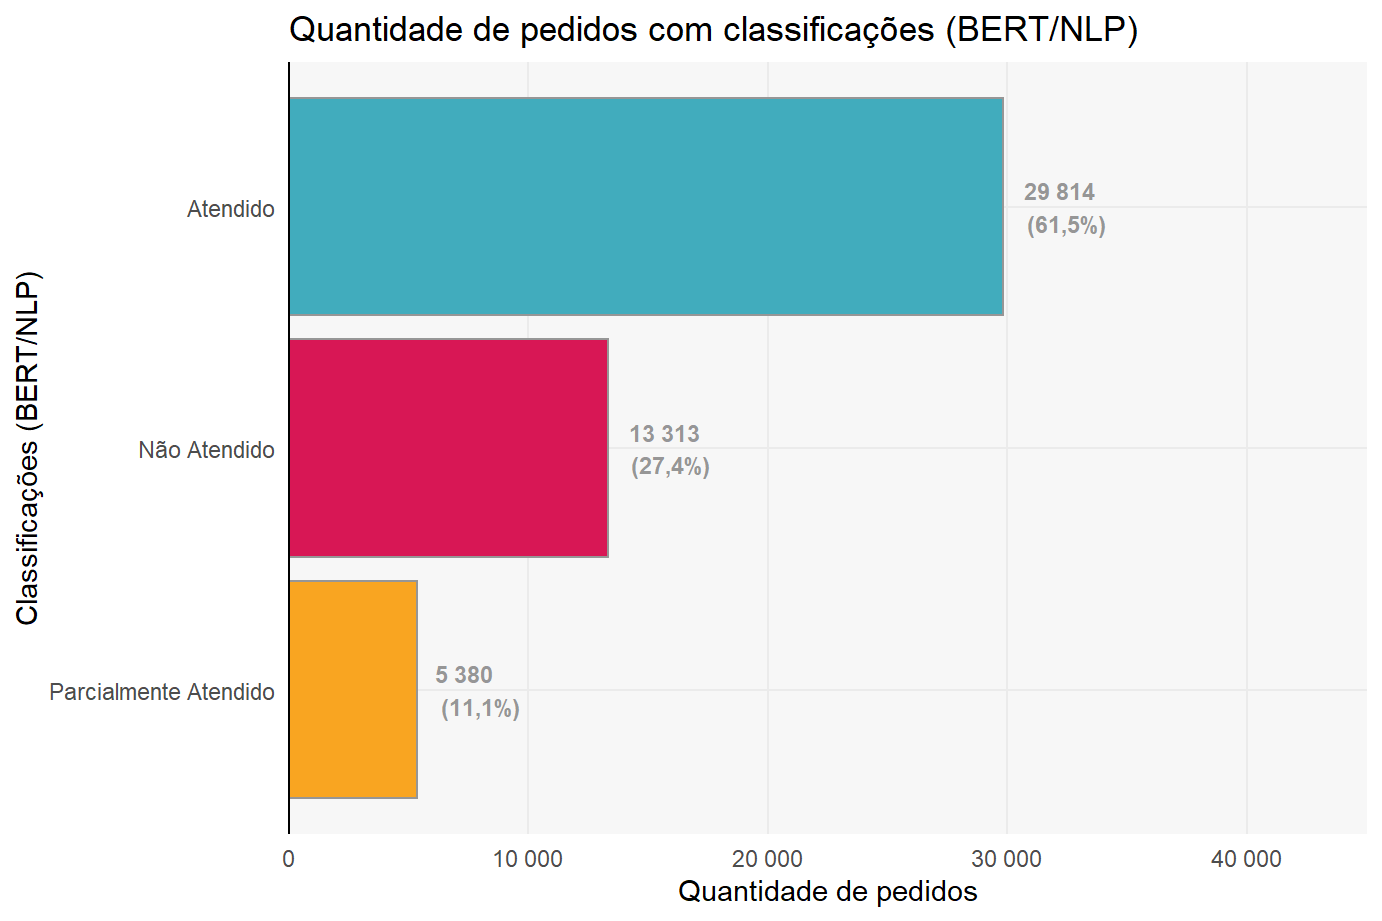 Quantidade de pedidos com classificações (BERT/NLP)
Classificações (BERT/NLP)
Atendido
29 814
(61,5%)
Não Atendido
13 313
(27,4%)
Parcialmente Atendido
5 380
(11,1%)
0
10 000
20 000
30 000
40 000
Quantidade de pedidos